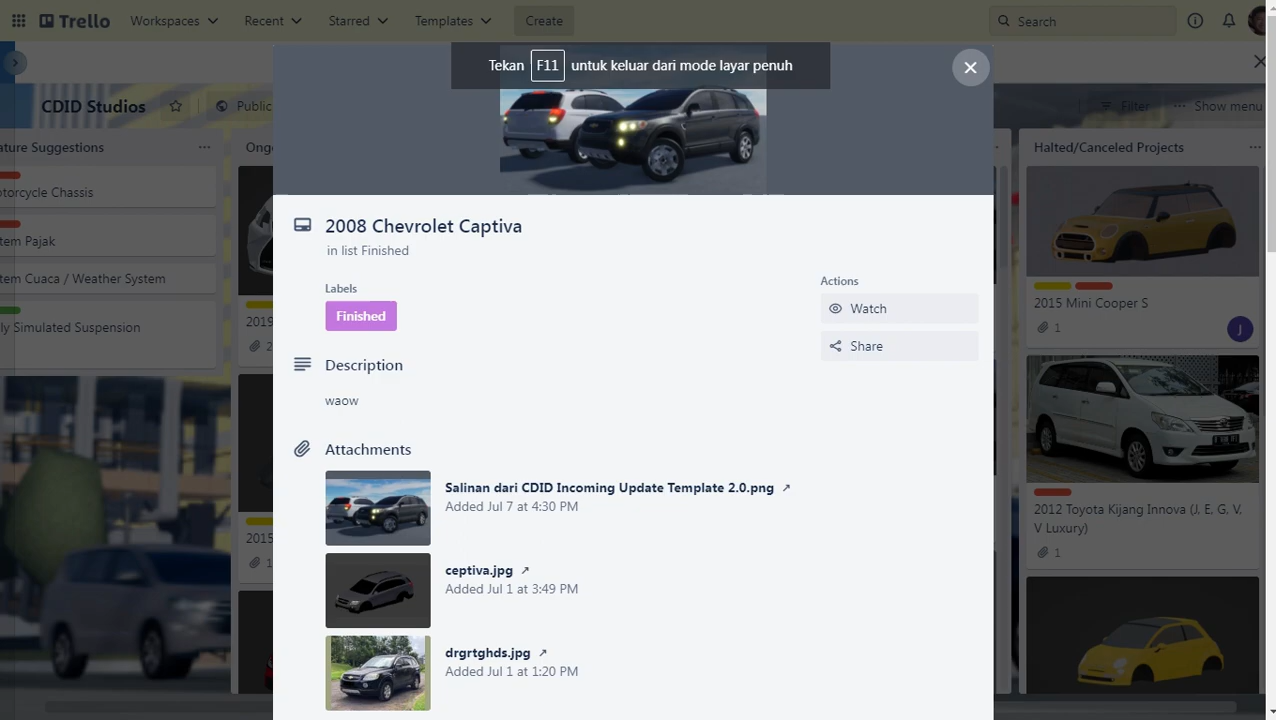 Trello
Workspaces
Recent
Starred
Templates
Create
Search
Tekan F11 untuk keluar dari mode layar penuh
CDID Studios
Public
Filter
Show menu
ature Suggestions
otorcycle Chassis
tem Pajak
tem Cuaca / Weather System
ly Simulated Suspension
Ong
2019
2
2015
1
2008 Chevrolet Captiva
in list Finished
Labels
Finished
Description
waow
Attachments
Salinan dari CDID Incoming Update Template 2.0.png
Added Jul 7 at 4:30 PM
ceptiva.jpg
Added Jul 1 at 3:49 PM
drgrtghds.jpg
Added Jul 1 at 1:20 PM
Actions
Watch
Share
Halted/Canceled Projects
2015 Mini Cooper S
1
J
2012 Toyota Kijang Innova (J, E, G, V,
V Luxury)
1